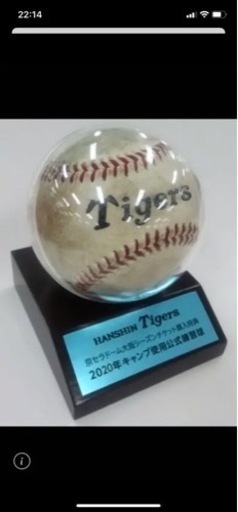 22:14
Tigers
HANSHIN Tigers
京セラドーム大阪シーズンチケット購入特典
2020年キャンプ使用公式練習球